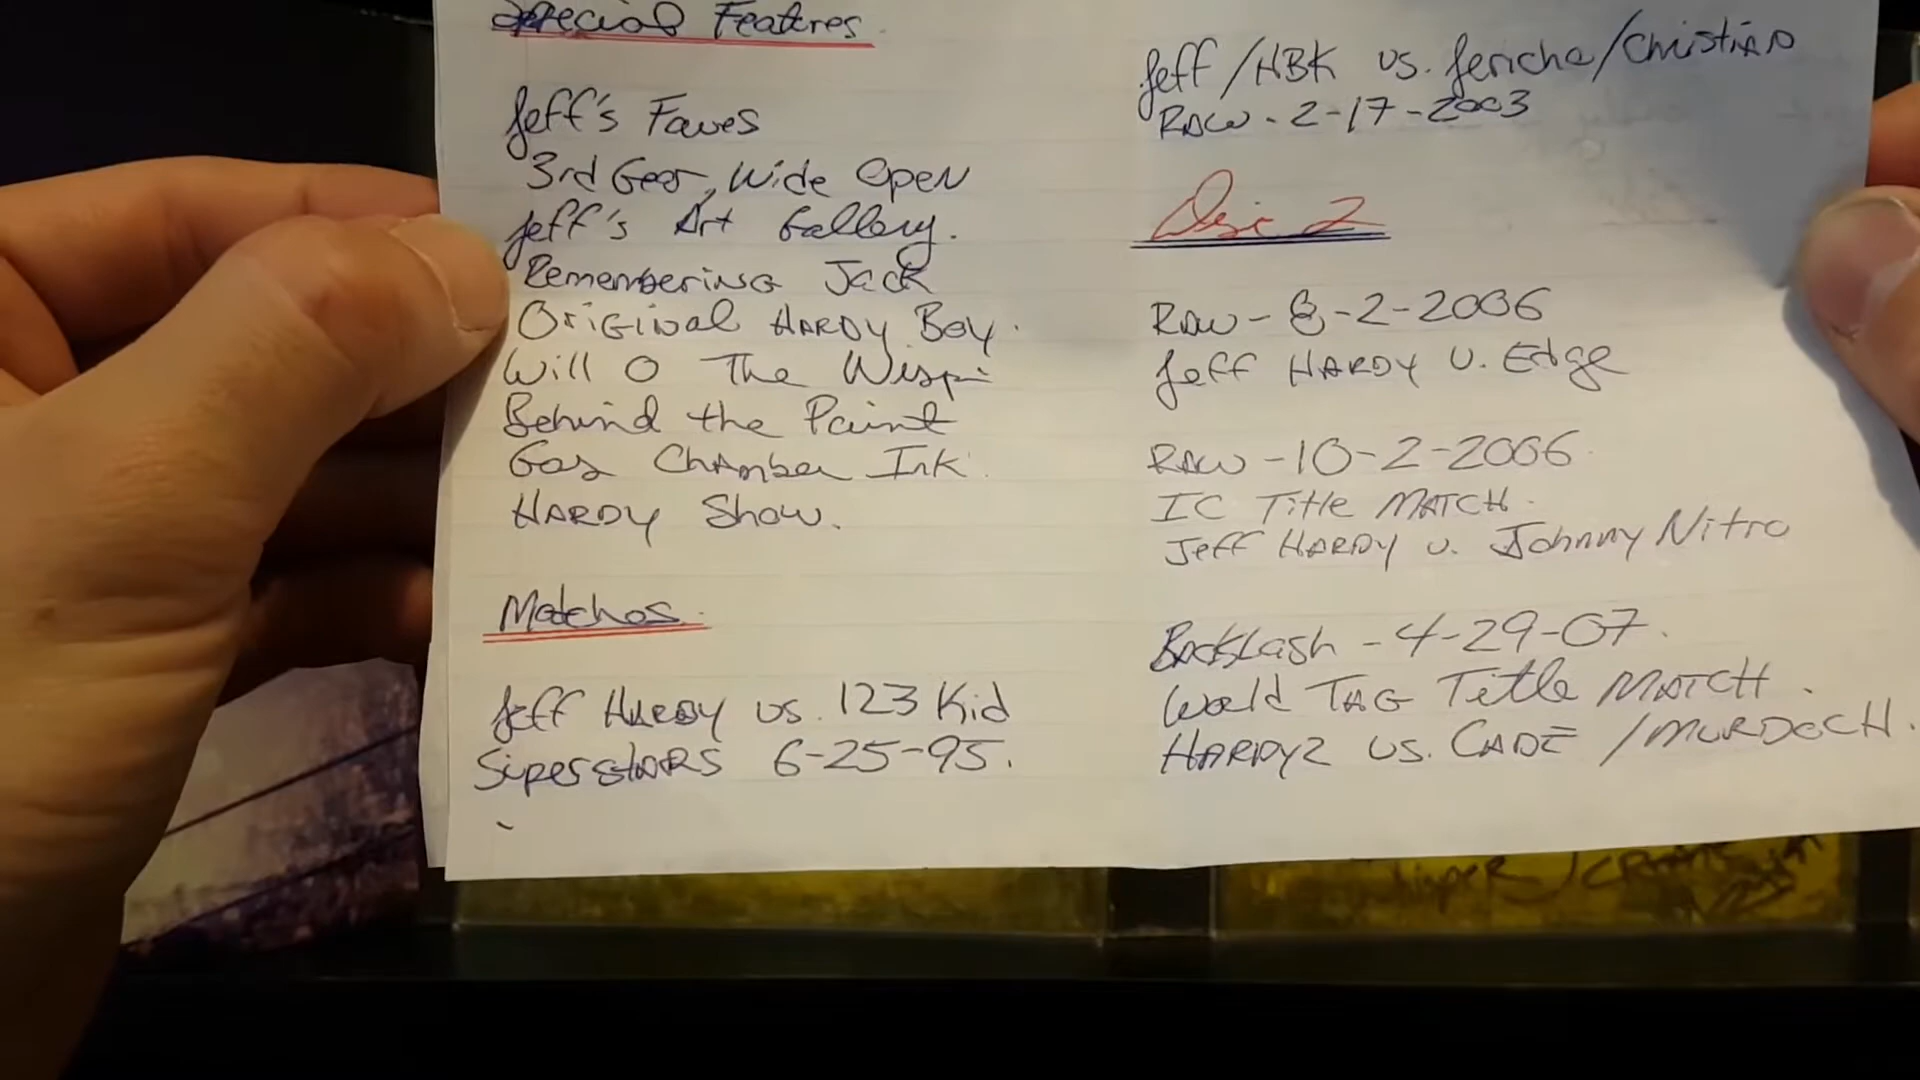 Special Features
Jeff's Faves
3rd Gear, Wide Open
Jeff's Art Gallery.
Remembering Jack
Original HARDY Boy.
Will O The Wisp
Behind the Paint
Gas Chamber Ink.
HARDY Show.
Matches.
Jeff HARDY vs. 123 Kid
Superstars 6-25-95.
Jeff/HBK vs. Jericho/Christian
RAW - 2-17-2003
Disc 2
RAW - 8-2-2006
Jeff HARDY V. Edge
RAW - 10-2-2006.
IC Title MATCH.
Jeff HARDY v. Johnny Nitro
BackLash - 4-29-07.
World TAG Title MATCH.
HARDYZ vs. CADE / MURDOCH.